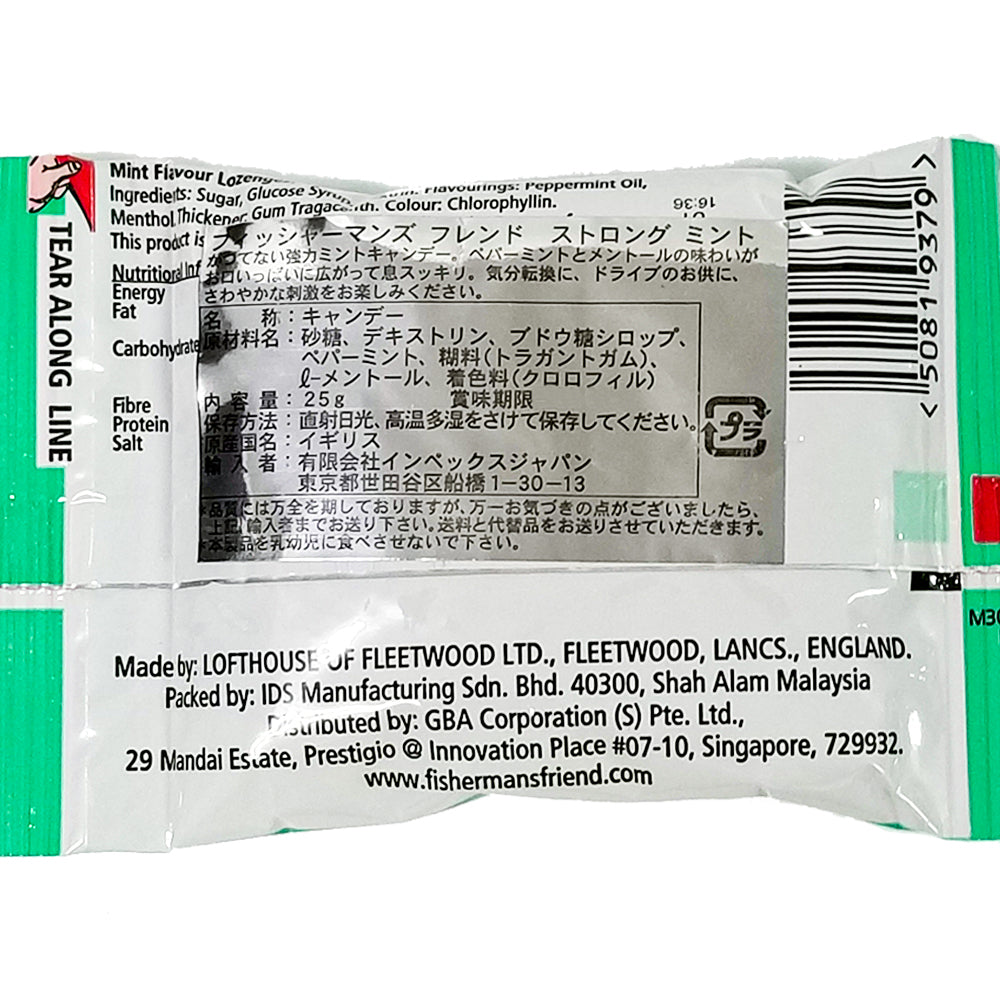 TEAR ALONG LINE
Mint Flavour
Ingredients: Sugar, Glucose Flavourings: Peppermint Oil,
Menthol, Thickener: Gum Tragacanth. Colour: Chlorophyllin.
This product is
Nutritional Inf
Energy
Fat
Carbohydrate
Fibre
Protein
Salt
16:36
フィッシャーマンズ フレンド ストロング ミント
かつてない強力ミントキャンデー。ペパーミントとメントールの味わいが
お口いっぱいに広がって息スッキリ。気分転換に、ドライブのお供に、
さわやかな刺激をお楽しみください。
名称:キャンデー
原材料名:砂糖、デキストリン、ブドウ糖シロップ、
ペパーミント、糊料(トラガントガム)、
ℓ-メントール、着色料(クロロフィル)
内容量:25g 賞味期限
保存方法:直射日光、高温多湿をさけて保存してください。
原産国名:イギリス
輸入者:有限会社インペックスジャパン
東京都世田谷区船橋1-30-13
プラ
*品質には万全を期しておりますが、万一お気づきの点がございましたら、
上記輸入者までお送り下さい。送料と代替品をお送りさせていただきます。
*本製品を乳幼児に食べさせないで下さい。
<5081 9379>
M30
Made by: LOFTHOUSE OF FLEETWOOD LTD., FLEETWOOD, LANCS., ENGLAND.
Packed by: IDS Manufacturing Sdn. Bhd. 40300, Shah Alam Malaysia
Distributed by: GBA Corporation (S) Pte. Ltd.,
29 Mandai Estate, Prestigio @ Innovation Place #07-10, Singapore, 729932.
www.fishermansfriend.com